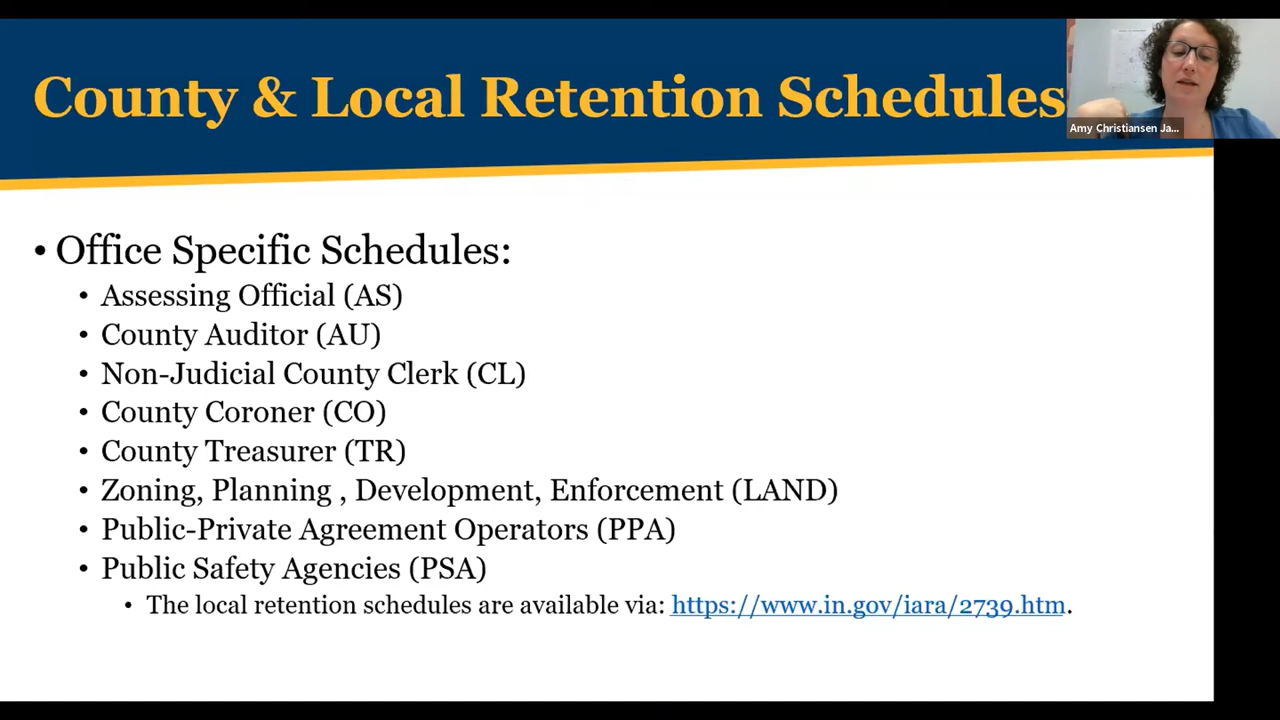 County & Local Retention Schedules
Amy Christiansen Ja...
• Office Specific Schedules:
• Assessing Official (AS)
• County Auditor (AU)
• Non-Judicial County Clerk (CL)
• County Coroner (CO)
• County Treasurer (TR)
• Zoning, Planning , Development, Enforcement (LAND)
• Public-Private Agreement Operators (PPA)
• Public Safety Agencies (PSA)
• The local retention schedules are available via: https://www.in.gov/iara/2739.htm.